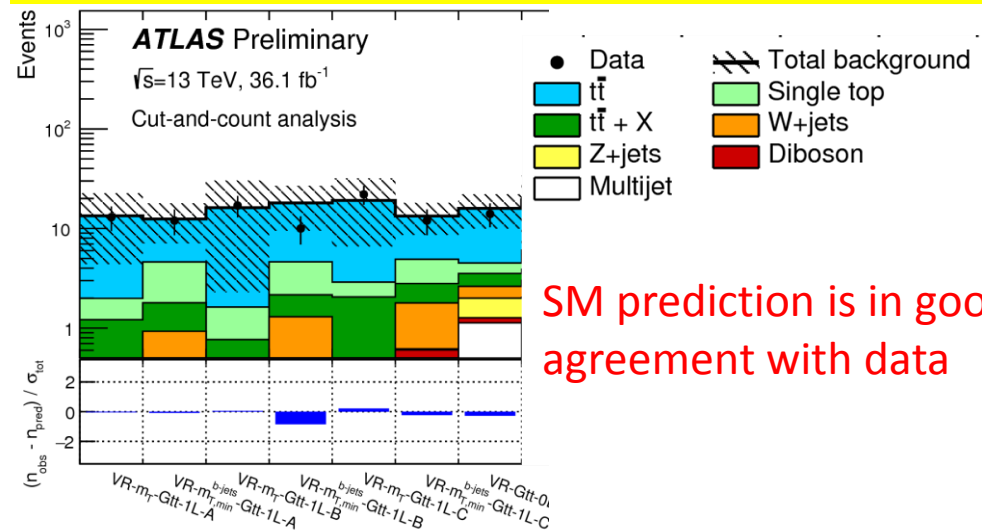 Events
10³
10²
10
1
ATLAS Preliminary
√s=13 TeV, 36.1 fb⁻¹
Cut-and-count analysis
Data
Total background
tt̄
Single top
tt̄ + X
W+jets
Z+jets
Diboson
Multijet
SM prediction is in goo
agreement with data
(n_obs - n_pred) / σ_tot
2
0
−2
VR-m_T-Gtt-1L-A
VR-m_T,min^b-jets-Gtt-1L-A
VR-m_T-Gtt-1L-B
VR-m_T,min^b-jets-Gtt-1L-B
VR-m_T-Gtt-1L-C
VR-m_T,min^b-jets-Gtt-1L-C
VR-Gtt-0